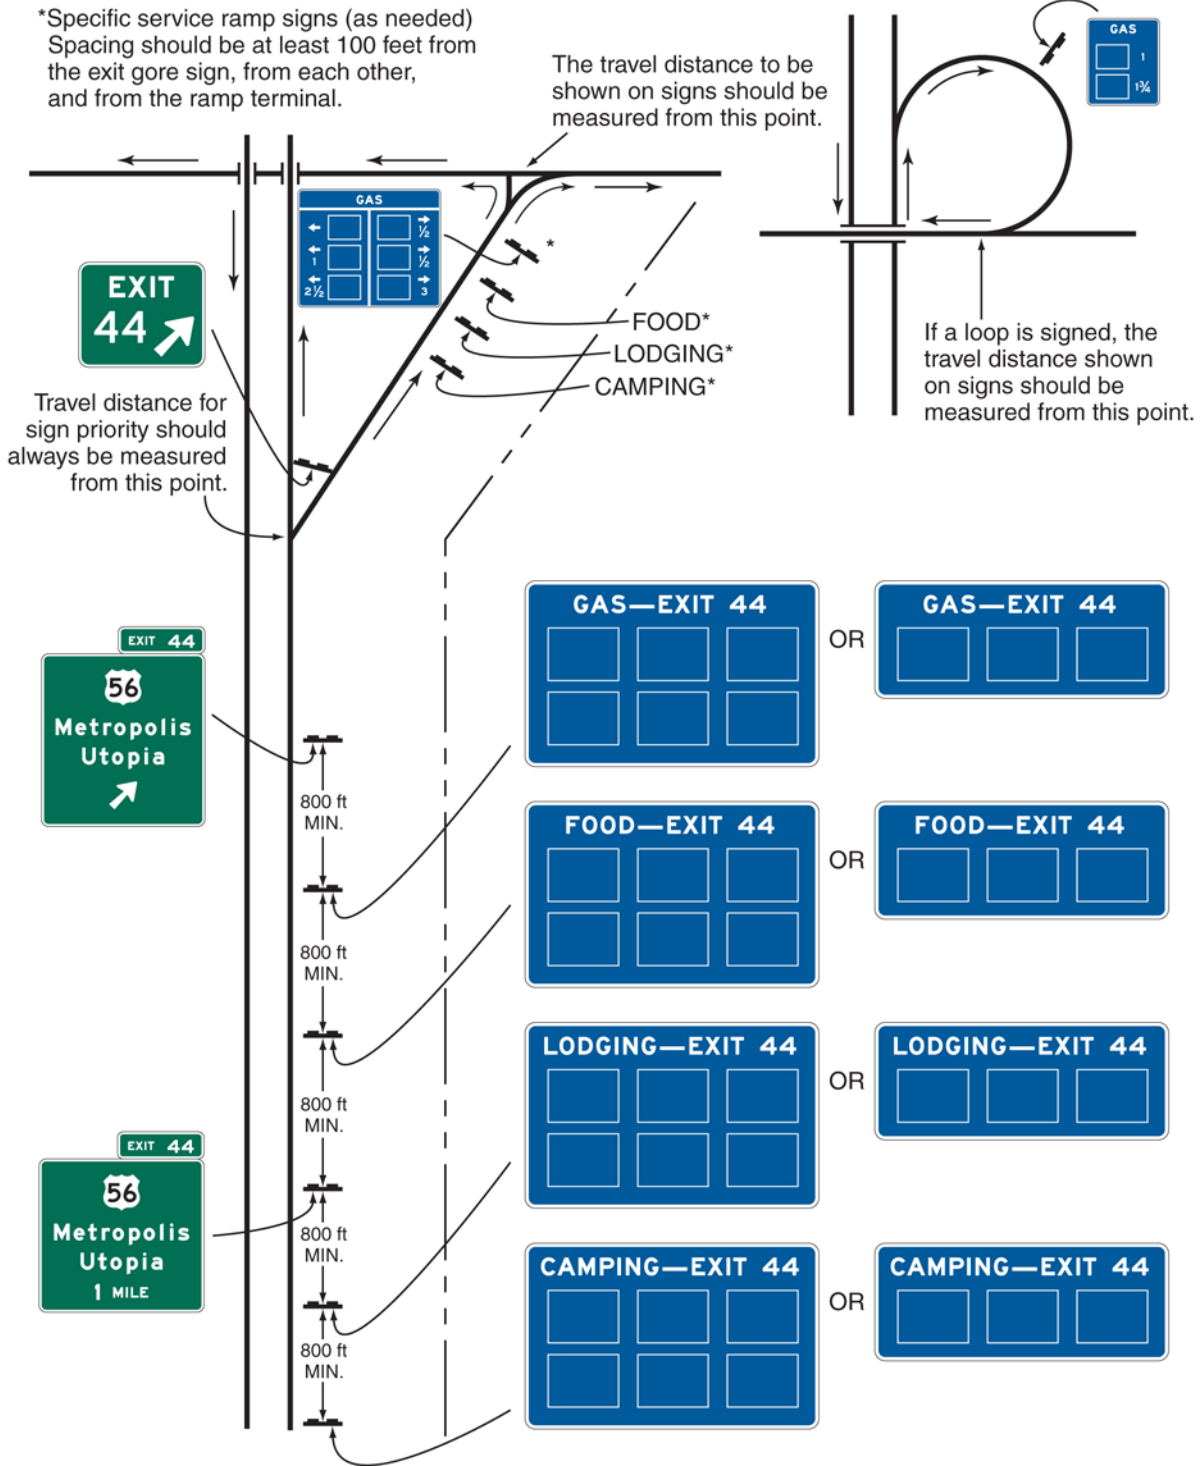 *Specific service ramp signs (as needed)
Spacing should be at least 100 feet from
the exit gore sign, from each other,
and from the ramp terminal.
The travel distance to be
shown on signs should be
measured from this point.
GAS
1
1¾
GAS
½
1
½
2½
3
*
EXIT
44
FOOD*
LODGING*
CAMPING*
If a loop is signed, the
travel distance shown
on signs should be
measured from this point.
Travel distance for
sign priority should
always be measured
from this point.
EXIT 44
56
Metropolis
Utopia
800 ft
MIN.
GAS—EXIT 44
OR
GAS—EXIT 44
800 ft
MIN.
FOOD—EXIT 44
OR
FOOD—EXIT 44
800 ft
MIN.
LODGING—EXIT 44
OR
LODGING—EXIT 44
EXIT 44
56
Metropolis
Utopia
1 MILE
800 ft
MIN.
800 ft
MIN.
CAMPING—EXIT 44
OR
CAMPING—EXIT 44